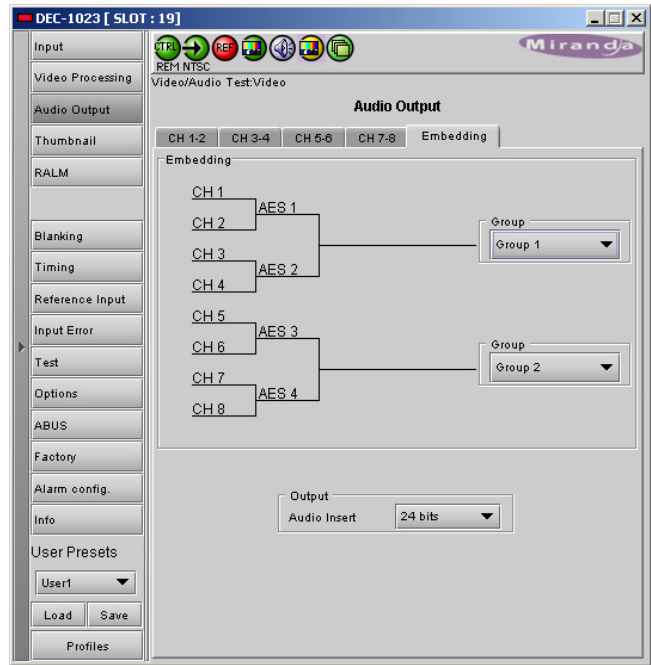 DEC-1023 [ SLOT : 19]
Input
Video Processing
Audio Output
Thumbnail
RALM
Blanking
Timing
Reference Input
Input Error
Test
Options
ABUS
Factory
Alarm config.
Info
User Presets
User1
Load Save
Profiles
CTRL REF
REM NTSC
Miranda
Video/Audio Test:Video
Audio Output
CH 1-2 CH 3-4 CH 5-6 CH 7-8 Embedding
Embedding
CH 1
AES 1
CH 2
CH 3
AES 2
CH 4
Group
Group 1
CH 5
AES 3
CH 6
CH 7
AES 4
CH 8
Group
Group 2
Output
Audio Insert 24 bits